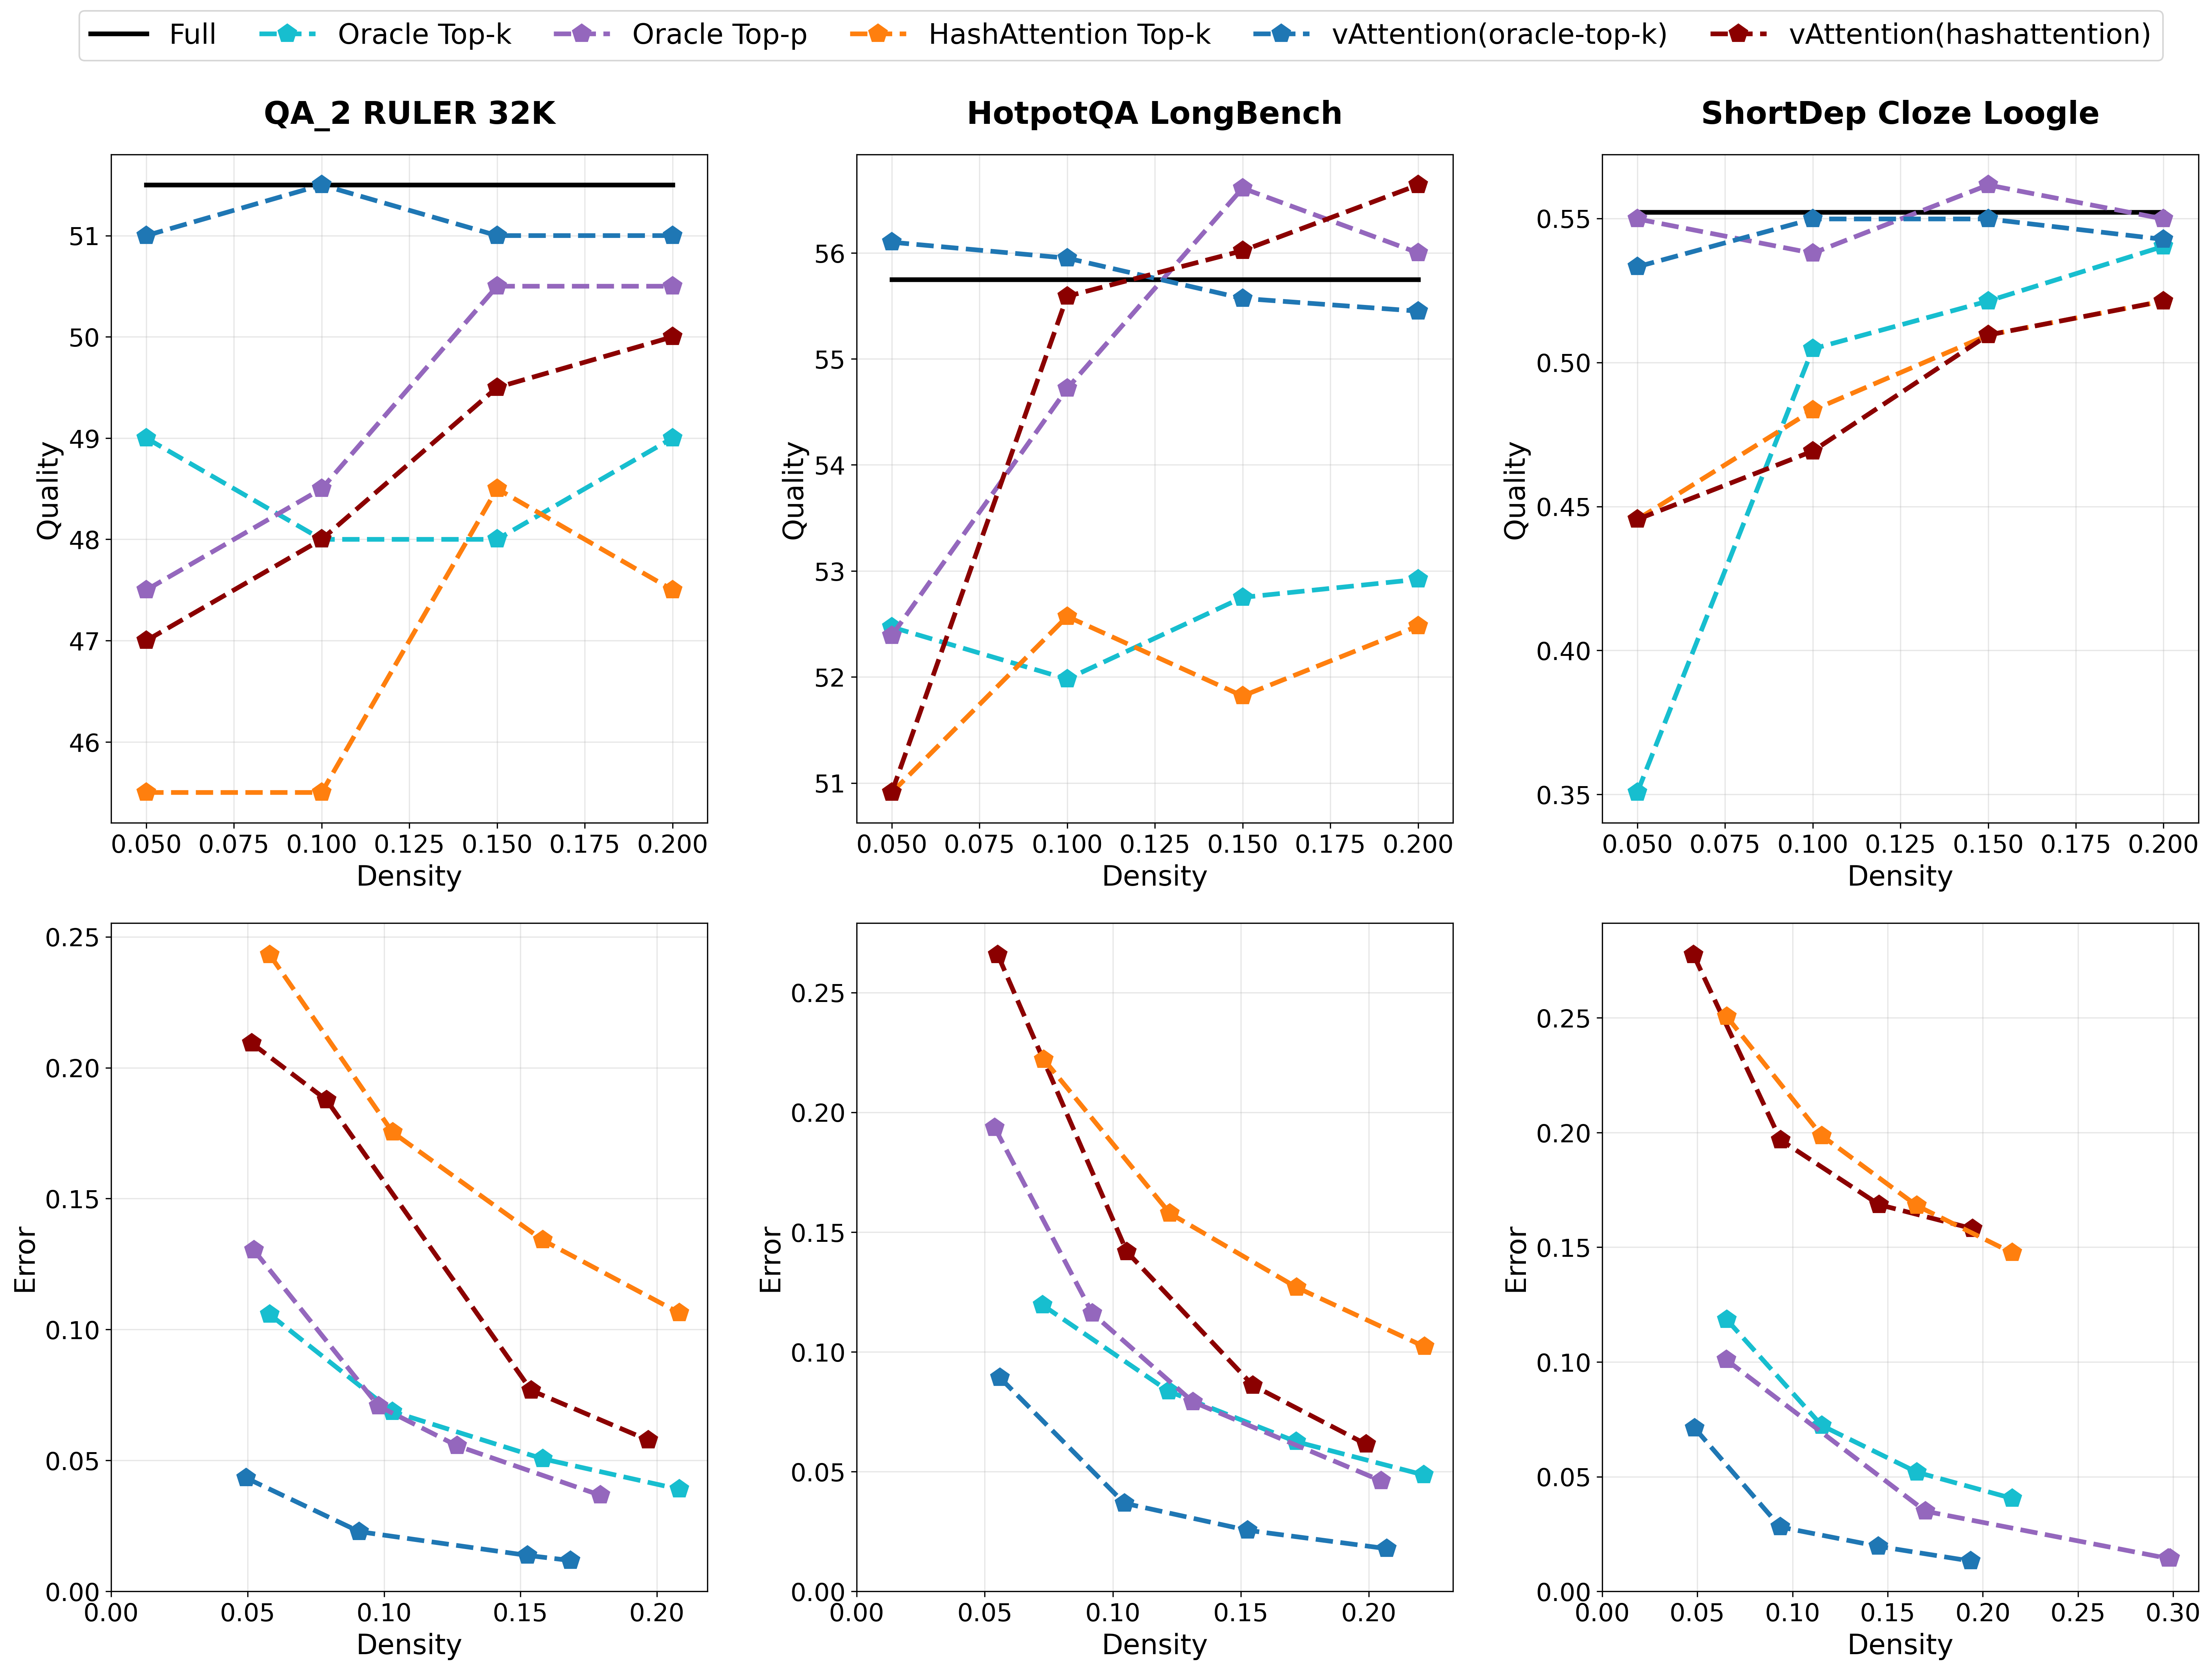 Full Oracle Top-k Oracle Top-p HashAttention Top-k vAttention(oracle-top-k) vAttention(hashattention)
QA_2 RULER 32K
51
50
49
48
47
46
Quality
0.050 0.075 0.100 0.125 0.150 0.175 0.200
Density
HotpotQA LongBench
56
55
54
53
52
51
Quality
0.050 0.075 0.100 0.125 0.150 0.175 0.200
Density
ShortDep Cloze Loogle
0.55
0.50
0.45
0.40
0.35
Quality
0.050 0.075 0.100 0.125 0.150 0.175 0.200
Density
0.25
0.20
0.15
0.10
0.05
0.00
Error
0.00 0.05 0.10 0.15 0.20
Density
0.25
0.20
0.15
0.10
0.05
0.00
Error
0.00 0.05 0.10 0.15 0.20
Density
0.25
0.20
0.15
0.10
0.05
0.00
Error
0.00 0.05 0.10 0.15 0.20 0.25 0.30
Density